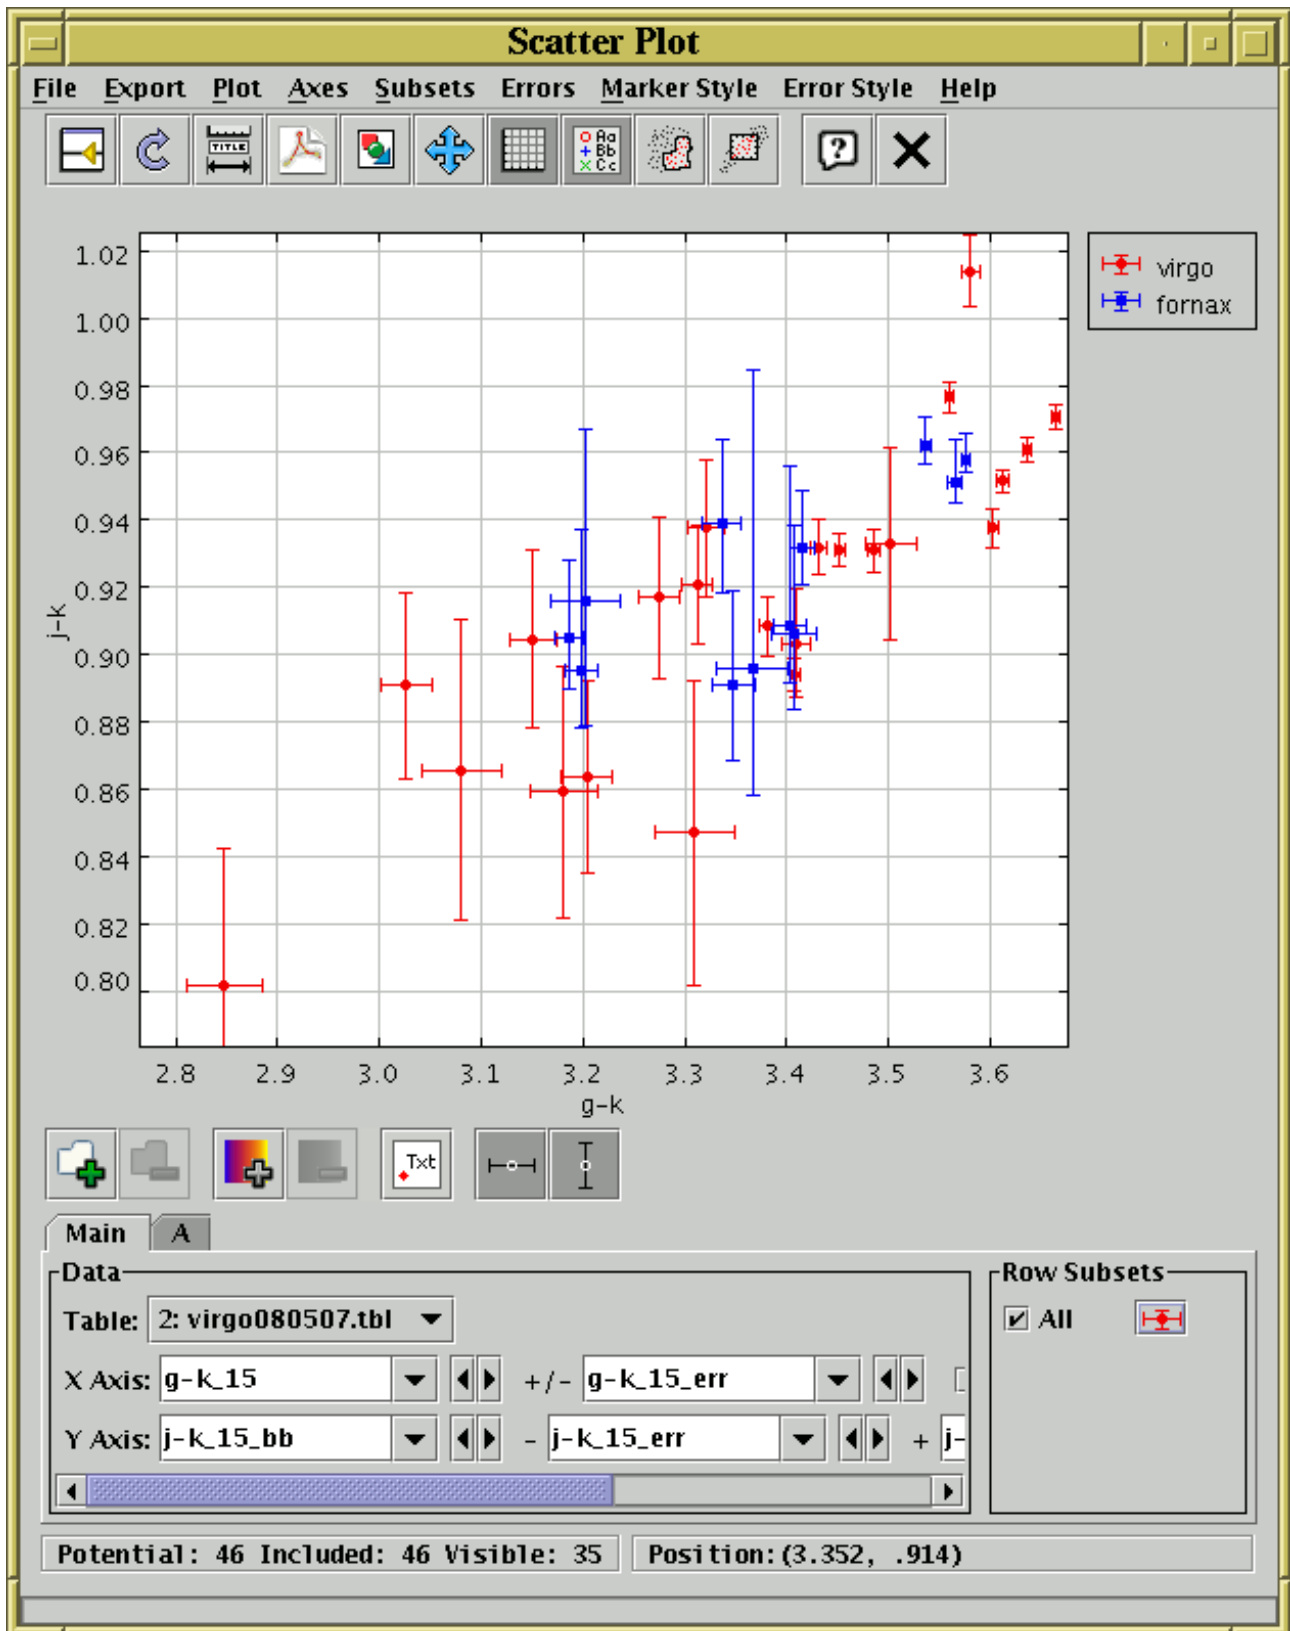 Scatter Plot
File Export Plot Axes Subsets Errors Marker Style Error Style Help
TITLE
Aa
Bb
Cc
?
1.02
1.00
0.98
0.96
0.94
0.92
0.90
0.88
0.86
0.84
0.82
0.80
j-k
virgo
fornax
2.8 2.9 3.0 3.1 3.2 3.3 3.4 3.5 3.6
g-k
Txt
Main A
Data
Table: 2: virgo080507.tbl
X Axis: g-k_15 +/- g-k_15_err
Y Axis: j-k_15_bb - j-k_15_err + j-
Row Subsets
All
Potential: 46 Included: 46 Visible: 35 Position:(3.352, .914)